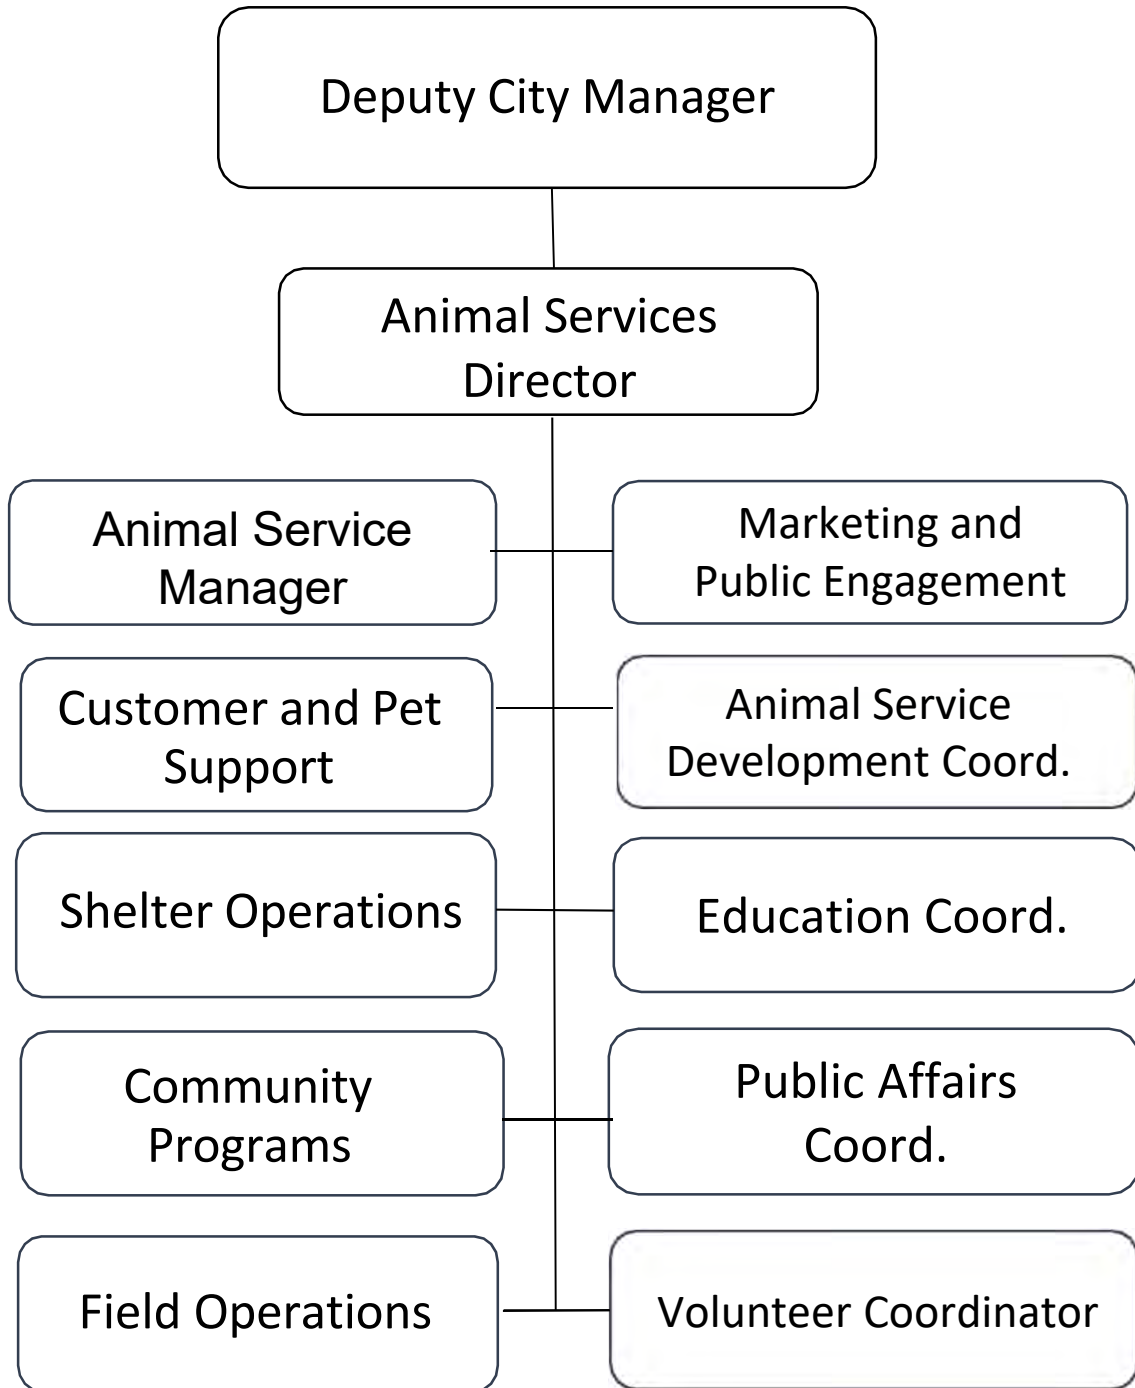 Deputy City Manager
Animal Services
Director
Animal Service
Manager
Marketing and
Public Engagement
Customer and Pet
Support
Animal Service
Development Coord.
Shelter Operations
Education Coord.
Community
Programs
Public Affairs
Coord.
Field Operations
Volunteer Coordinator